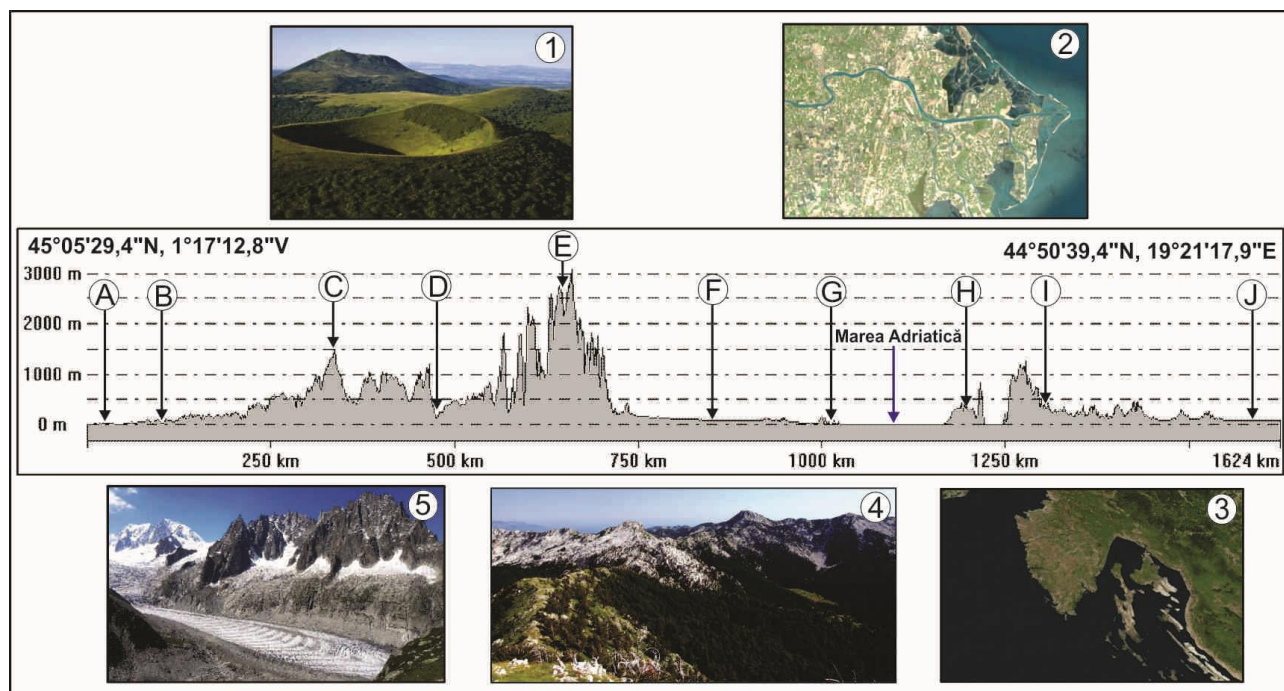 1
2
45°05'29,4"N, 1°17'12,8"V
44°50'39,4"N, 19°21'17,9"E
3000 m
2000 m
1000 m
0 m
A
B
C
D
E
F
G
Marea Adriatică
H
I
J
250 km
500 km
750 km
1000 km
1250 km
1624 km
5
4
3